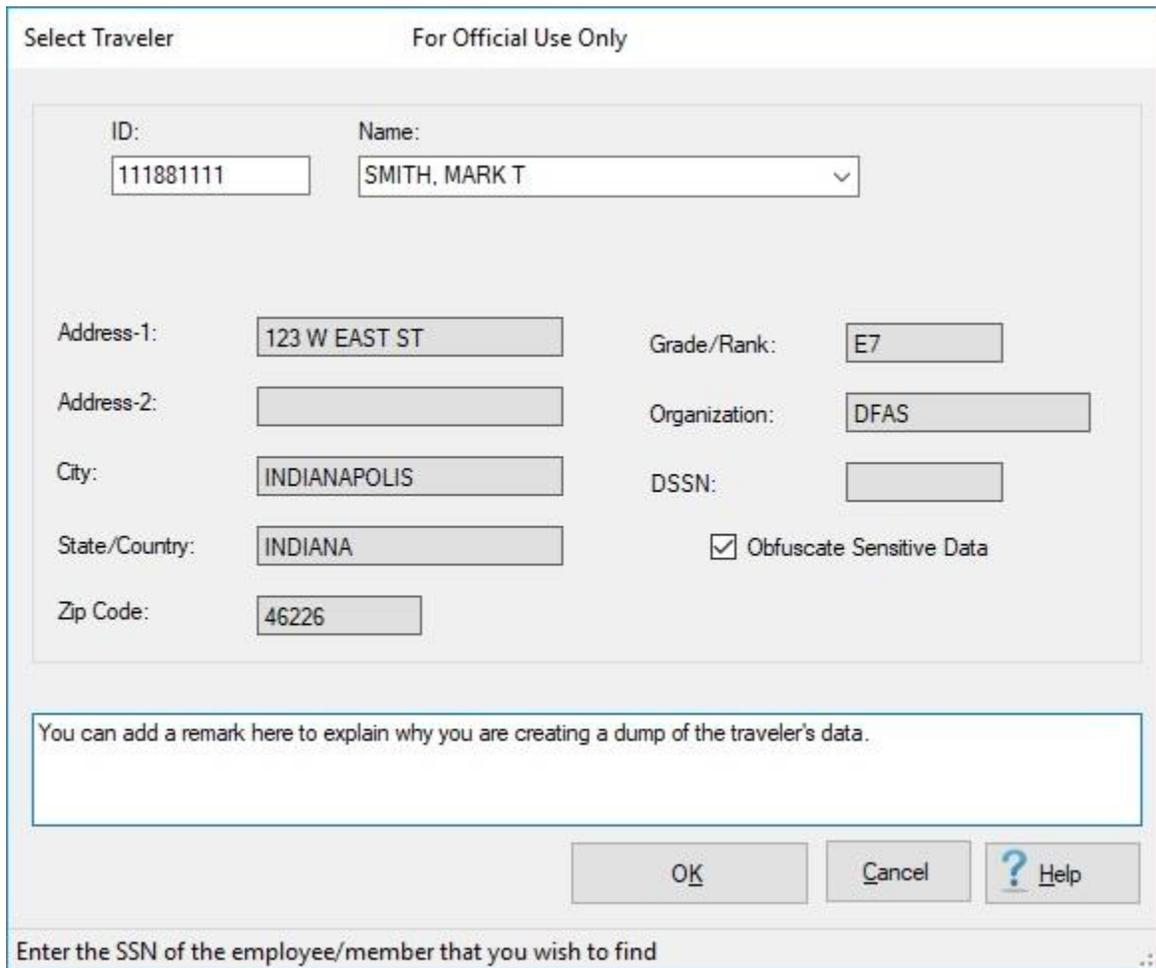 Select Traveler For Official Use Only
ID: Name:
111881111 SMITH, MARK T
Address-1: 123 W EAST ST Grade/Rank: E7
Address-2: Organization: DFAS
City: INDIANAPOLIS DSSN:
State/Country: INDIANA Obfuscate Sensitive Data
Zip Code: 46226
You can add a remark here to explain why you are creating a dump of the traveler's data.
OK Cancel ? Help
Enter the SSN of the employee/member that you wish to find